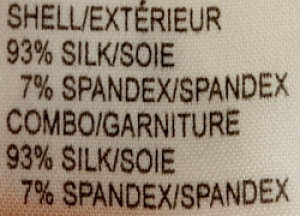 SHELL/EXTÉRIEUR
93% SILK/SOIE
7% SPANDEX/SPANDEX
COMBO/GARNITURE
93% SILK/SOIE
7% SPANDEX/SPANDEX